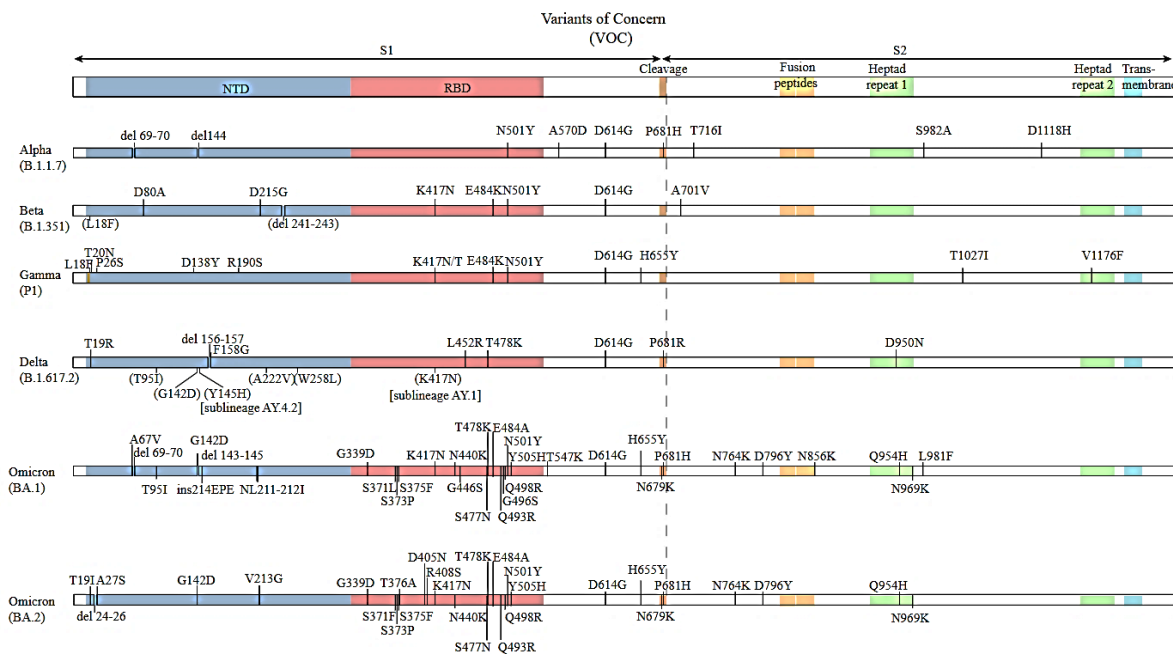 Variants of Concern
(VOC)
S1
S2
Cleavage
Fusion
peptides
Heptad
repeat 1
Heptad
repeat 2
Trans-
membrane
NTD
RBD
Alpha
(B.1.1.7)
del 69-70
del144
N501Y
A570D
D614G
P681H
T716I
S982A
D1118H
Beta
(B.1.351)
D80A
D215G
K417N
E484K
N501Y
D614G
A701V
(L18F)
(del 241-243)
Gamma
(P1)
T20N
L18F
P26S
D138Y
R190S
K417N/T
E484K
N501Y
D614G
H655Y
T1027I
V1176F
Delta
(B.1.617.2)
T19R
del 156-157
F158G
L452R
T478K
D614G
P681R
D950N
(T95I)
(G142D)
(Y145H)
[sublineage AY.4.2]
(A222V)
(W258L)
(K417N)
[sublineage AY.1]
Omicron
(BA.1)
A67V
del 69-70
G142D
del 143-145
G339D
K417N
N440K
T478K
E484A
N501Y
Y505H
T547K
D614G
H655Y
P681H
N764K
D796Y
N856K
Q954H
L981F
T95I
ins214EPE
NL211-212I
S371L
S373P
S375F
G446S
S477N
Q498R
G496S
Q493R
N679K
N969K
Omicron
(BA.2)
T19I
A27S
G142D
V213G
G339D
T376A
D405N
R408S
K417N
T478K
E484A
N501Y
Y505H
D614G
H655Y
P681H
N764K
D796Y
Q954H
del 24-26
S371F
S373P
S375F
N440K
S477N
Q498R
Q493R
N679K
N969K